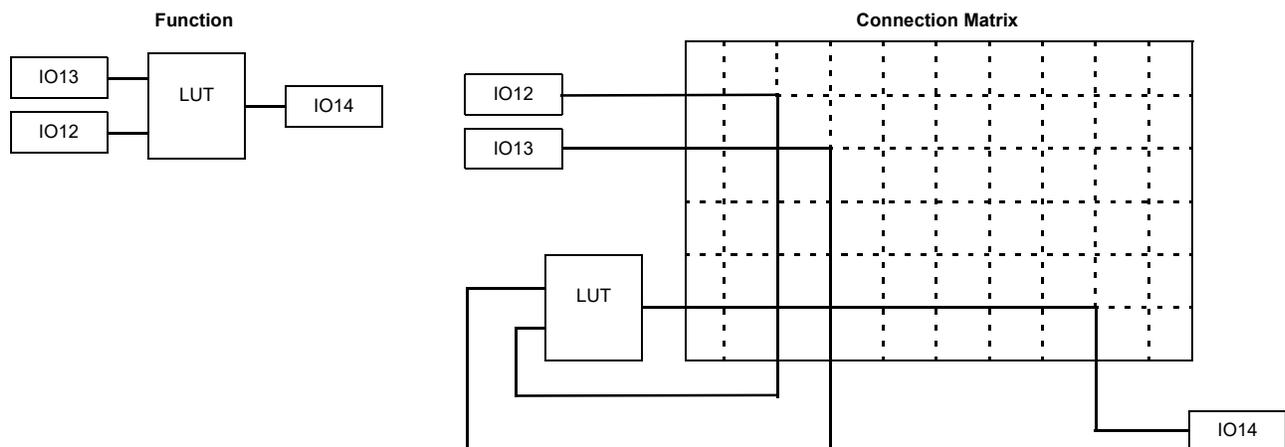 Function
IO13
IO12
LUT
IO14
Connection Matrix
IO12
IO13
LUT
IO14